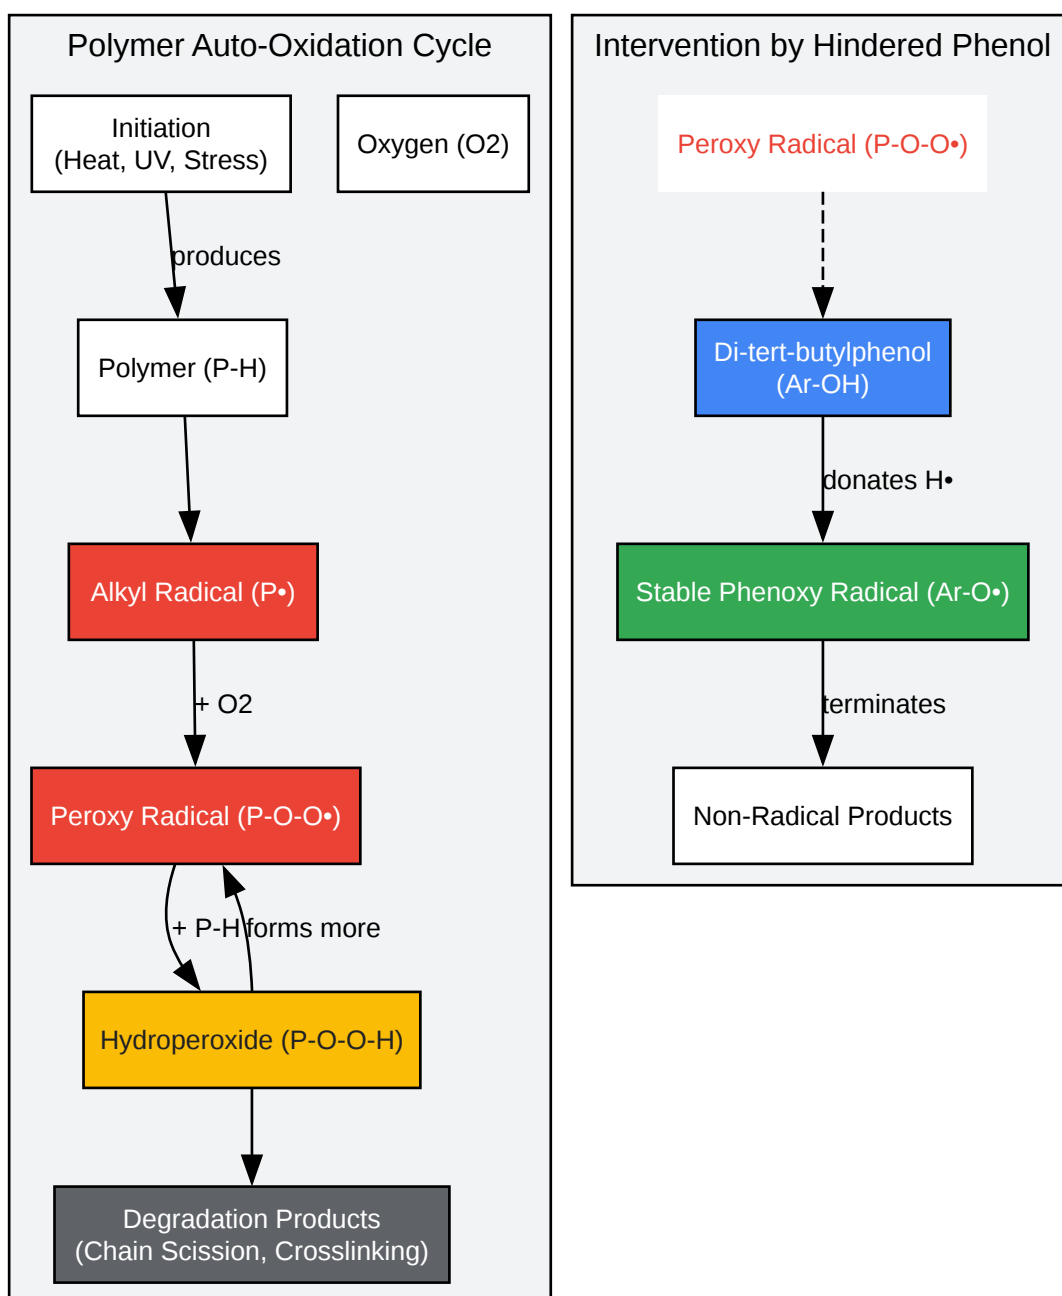 Polymer Auto-Oxidation Cycle
Initiation
(Heat, UV, Stress)
Oxygen (O2)
produces
Polymer (P-H)
Alkyl Radical (P•)
+ O2
Peroxy Radical (P-O-O•)
+ P-H
forms more
Hydroperoxide (P-O-O-H)
Degradation Products
(Chain Scission, Crosslinking)
Intervention by Hindered Phenol
Peroxy Radical (P-O-O•)
Di-tert-butylphenol
(Ar-OH)
donates H•
Stable Phenoxy Radical (Ar-O•)
terminates
Non-Radical Products